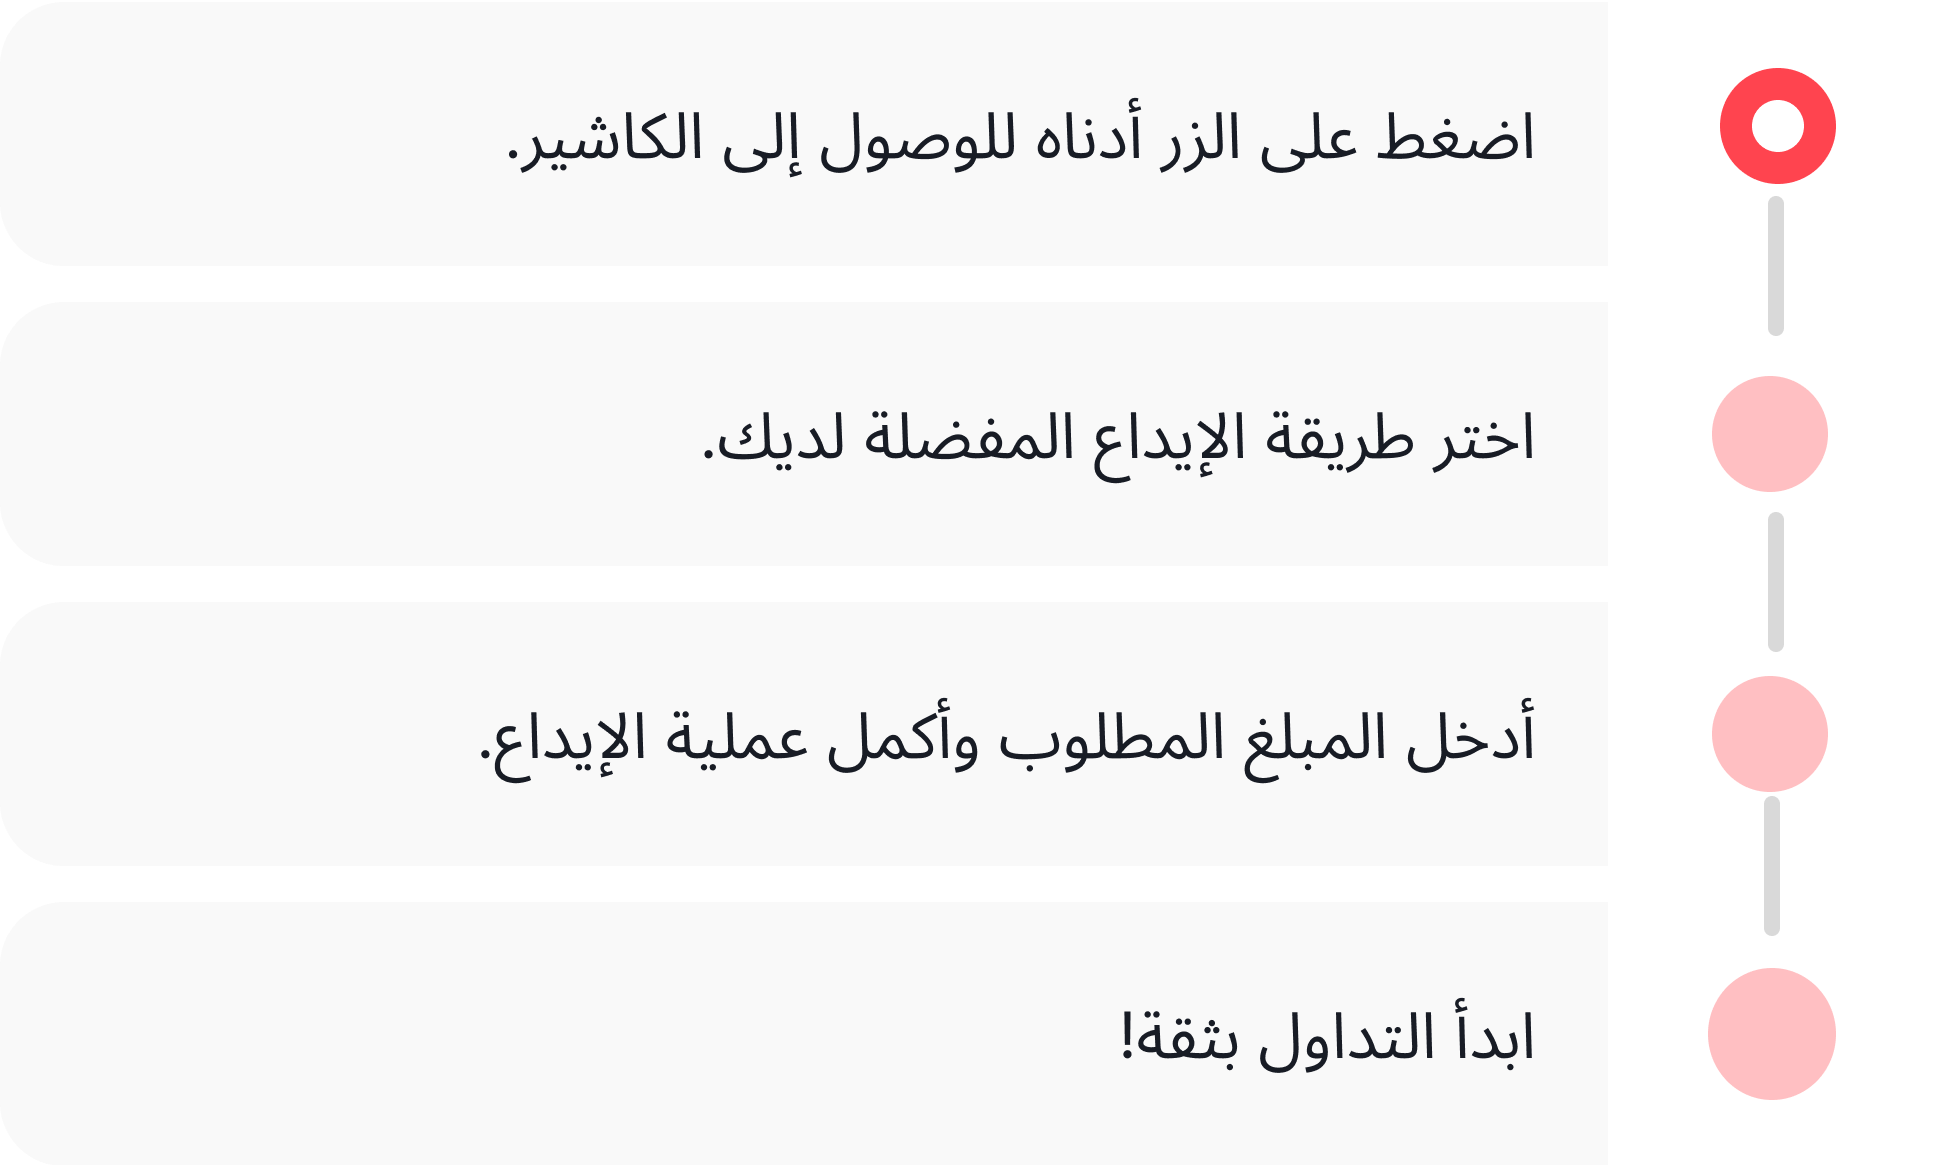 اضغط على الزر أدناه للوصول إلى الكاشير.
اختر طريقة الإيداع المفضلة لديك.
أدخل المبلغ المطلوب وأكمل عملية الإيداع.
ابدأ التداول بثقة!